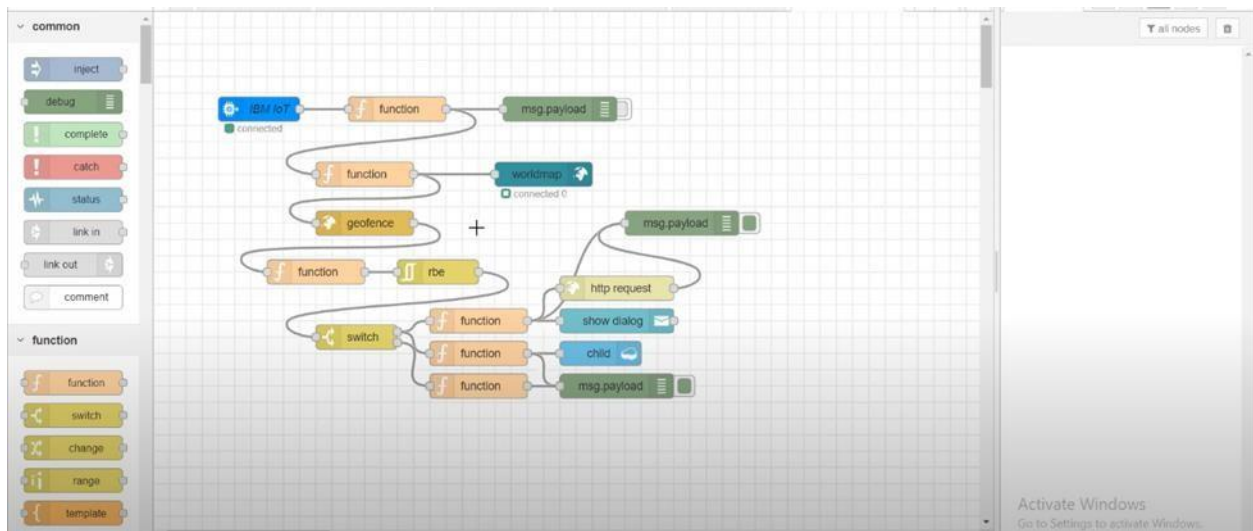 common
all nodes
inject
debug
complete
catch
status
link in
link out
comment
function
function
switch
change
range
template
IBM IoT
function
msg.payload
connected
function
worldmap
connected 0
geofence
msg.payload
function
rbe
http request
function
show dialog
switch
function
child
function
msg.payload
Activate Windows
Go to Settings to activate Windows.